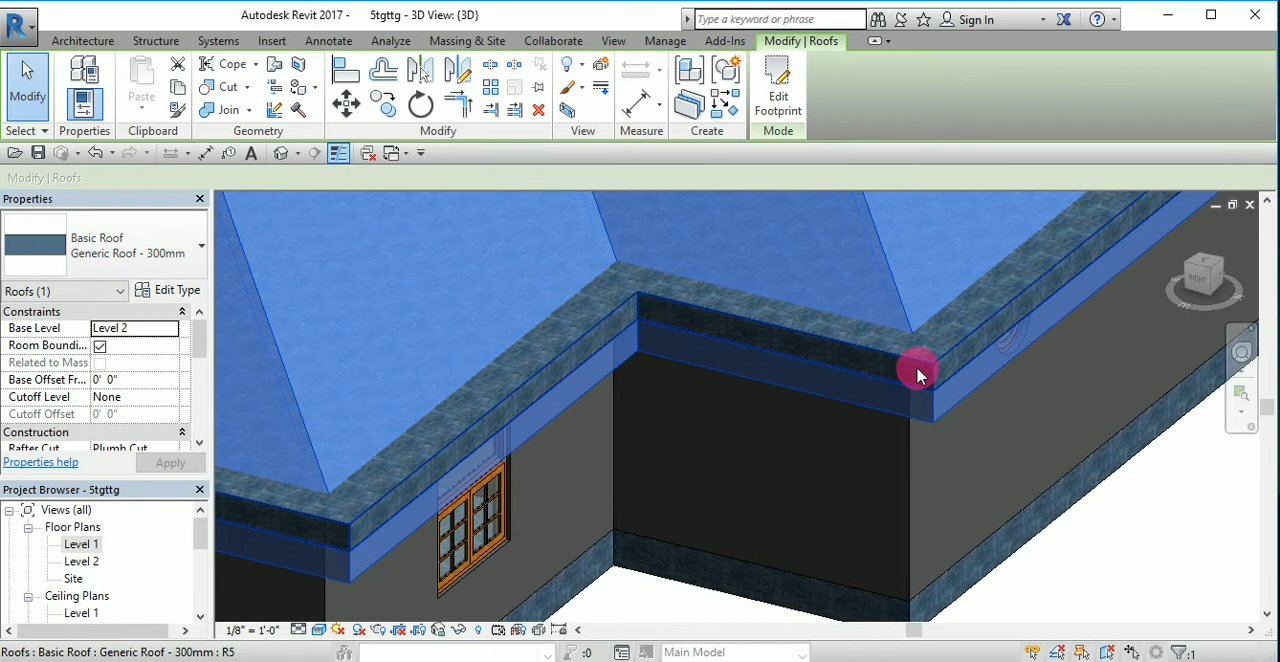 Autodesk Revit 2017 - 5tgttg - 3D View: {3D}
Type a keyword or phrase
Sign In
Architecture Structure Systems Insert Annotate Analyze Massing & Site Collaborate View Manage Add-Ins Modify | Roofs
Modify
Paste
Cope
Cut
Join
Edit
Footprint
Select Properties Clipboard Geometry Modify View Measure Create Mode
Modify | Roofs
Properties
Basic Roof
Generic Roof - 300mm
Roofs (1)
Edit Type
Constraints
Base Level Level 2
Room Boundi...
Related to Mass
Base Offset Fr... 0' 0"
Cutoff Level None
Cutoff Offset 0' 0"
Construction
Rafter Cut Plumb Cut
Properties help
Apply
Project Browser - 5tgttg
Views (all)
Floor Plans
Level 1
Level 2
Site
Ceiling Plans
Level 1
RIGHT
1/8" = 1'-0"
Roofs : Basic Roof : Generic Roof - 300mm : R5
:0
Main Model
:1